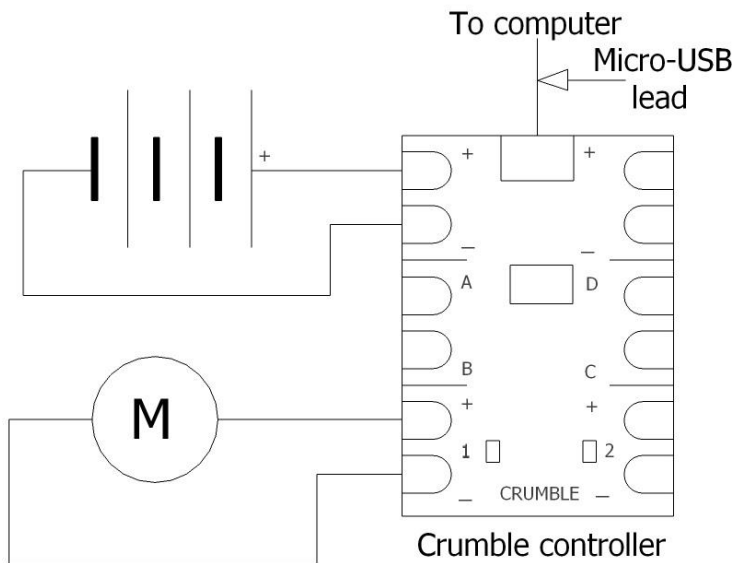 To computer
Micro-USB
lead
+
+ +
− −
A D
B C
M
+ +
1 2
− CRUMBLE −
Crumble controller